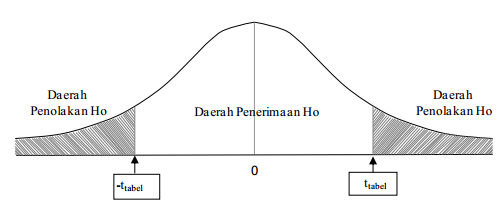 Daerah
Penolakan Ho
Daerah Penerimaan Ho
Daerah
Penolakan Ho
0
-ttabel
ttabel